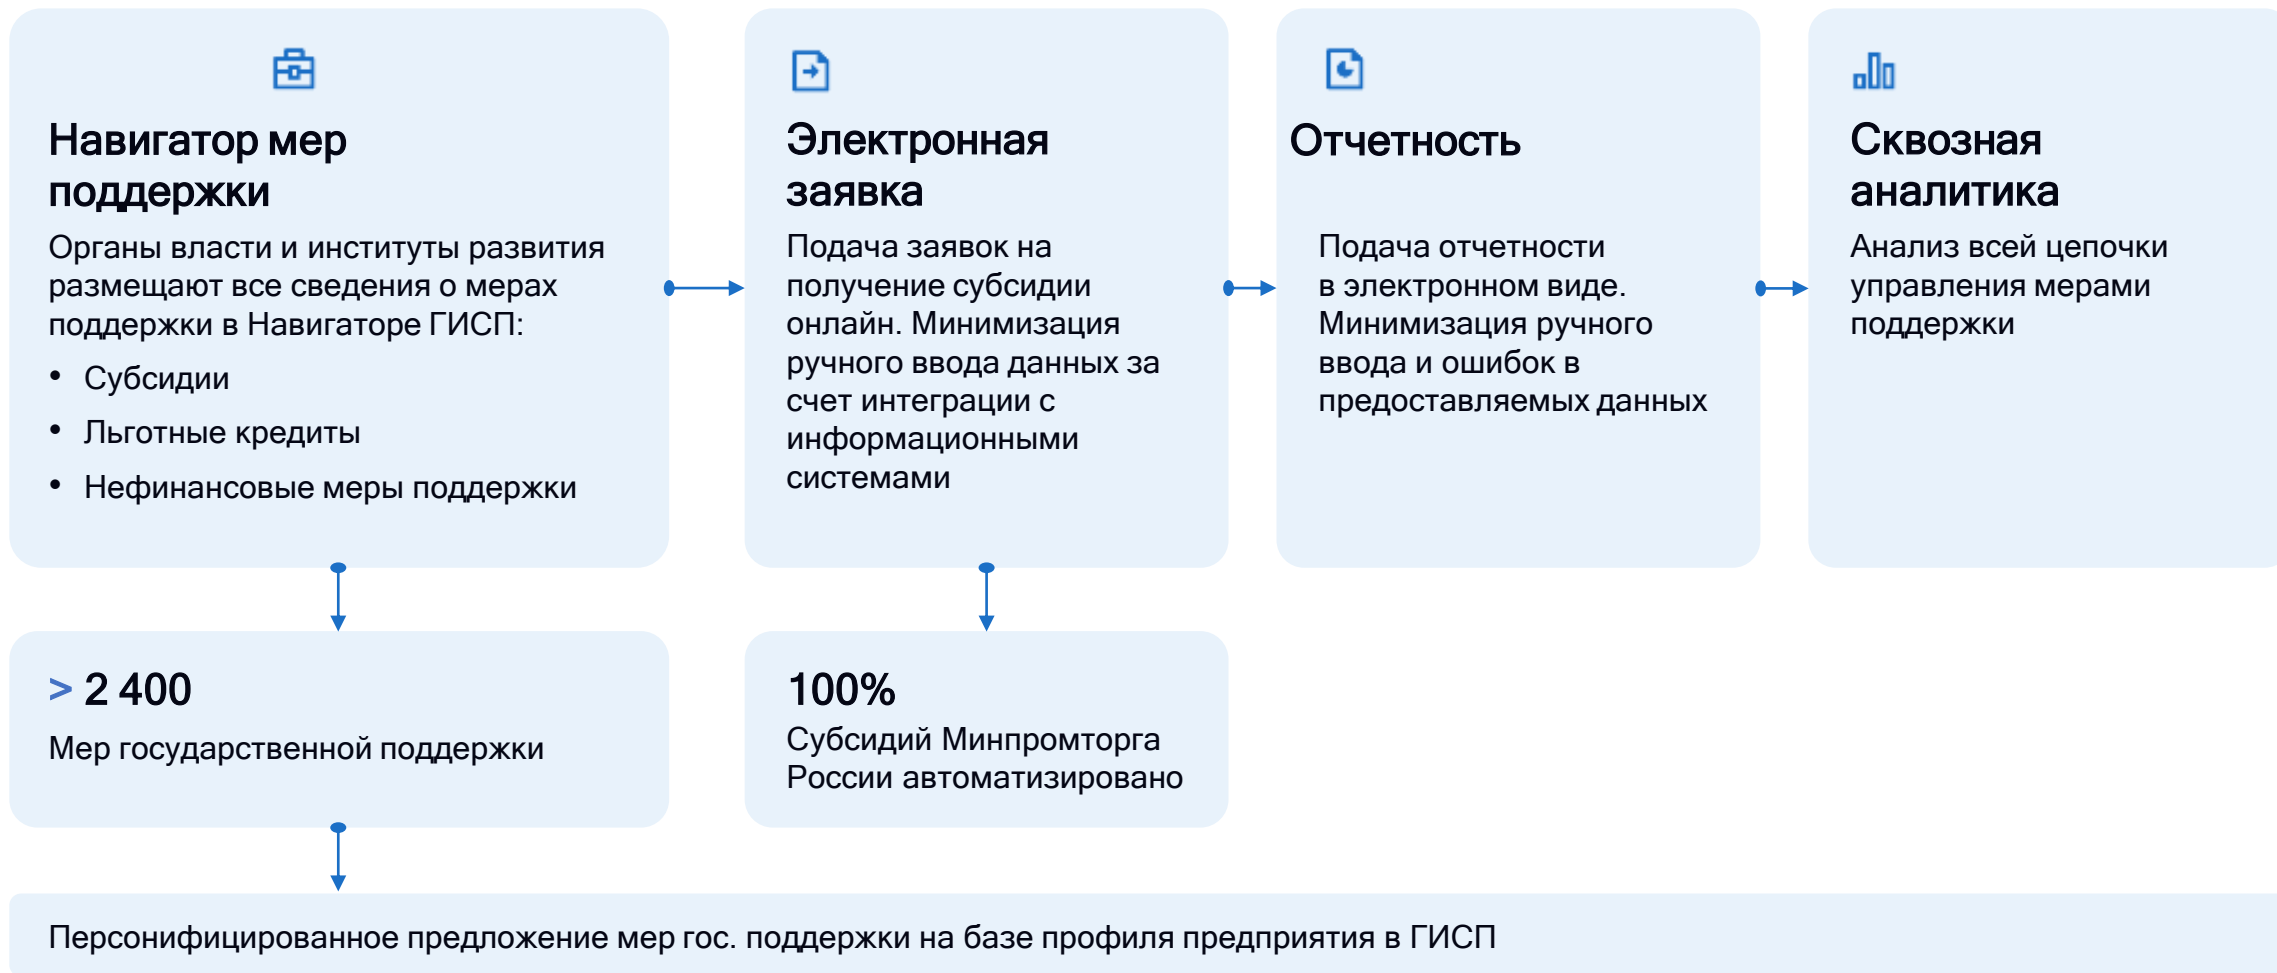 Навигатор мер
поддержки
Органы власти и институты развития
размещают все сведения о мерах
поддержки в Навигаторе ГИСП:
• Субсидии
• Льготные кредиты
• Нефинансовые меры поддержки
Электронная
заявка
Подача заявок на
получение субсидии
онлайн. Минимизация
ручного ввода данных за
счет интеграции с
информационными
системами
Отчетность
Подача отчетности
в электронном виде.
Минимизация ручного
ввода и ошибок в
предоставляемых данных
Сквозная
аналитика
Анализ всей цепочки
управления мерами
поддержки
> 2 400
Мер государственной поддержки
100%
Субсидий Минпромторга
России автоматизировано
Персонифицированное предложение мер гос. поддержки на базе профиля предприятия в ГИСП